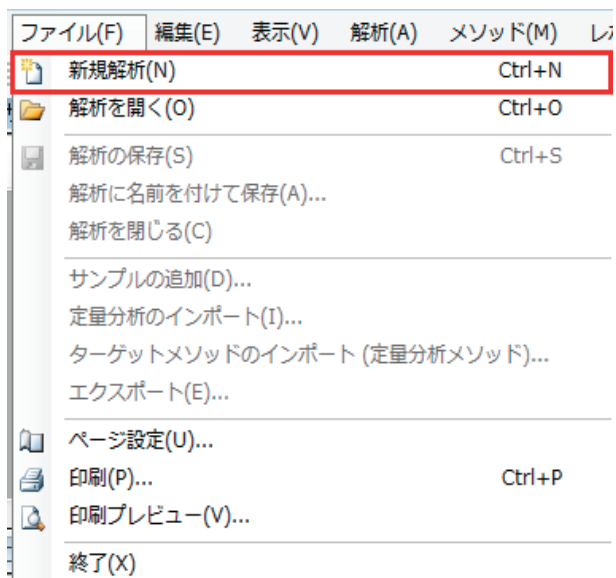 ファイル(F) 編集(E) 表示(V) 解析(A) メソッド(M)
新規解析(N) Ctrl+N
解析を開く(O) Ctrl+O
解析の保存(S) Ctrl+S
解析に名前を付けて保存(A)...
解析を閉じる(C)
サンプルの追加(D)...
定量分析のインポート(I)...
ターゲットメソッドのインポート (定量分析メソッド)...
エクスポート(E)...
ページ設定(U)...
印刷(P)... Ctrl+P
印刷プレビュー(V)...
終了(X)